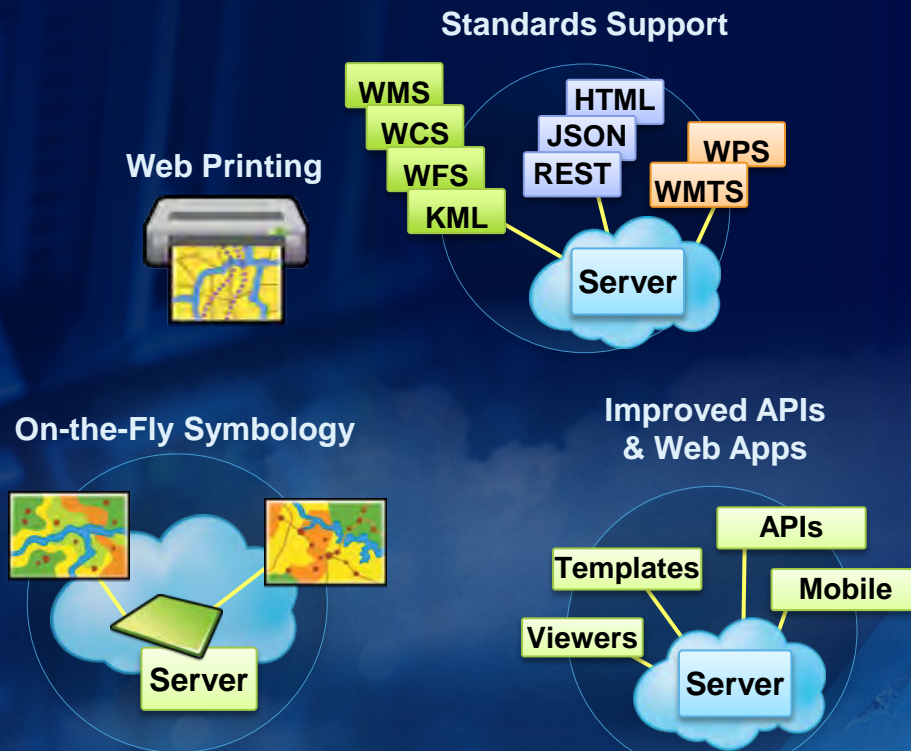 Standards Support
WMS
WCS
WFS
KML
HTML
JSON
REST
WPS
WMTS
Server
Web Printing
On-the-Fly Symbology
Server
Improved APIs
& Web Apps
APIs
Templates
Mobile
Viewers
Server